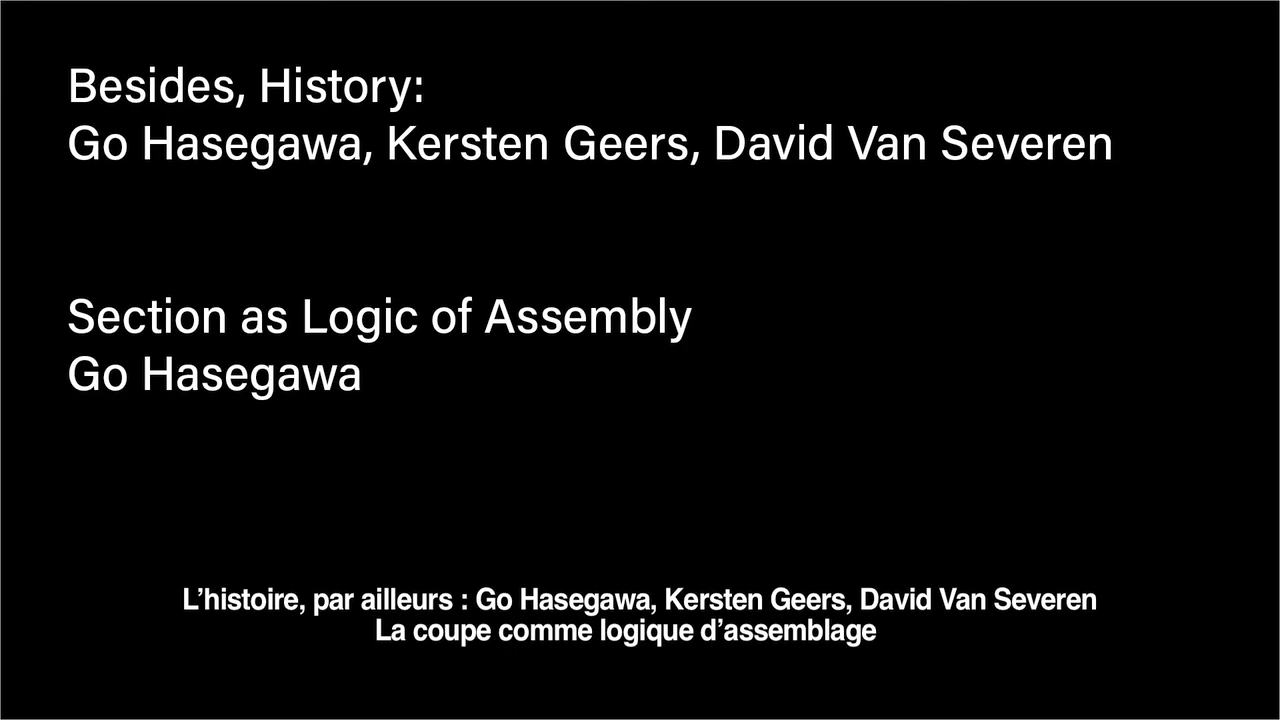 Besides, History:
Go Hasegawa, Kersten Geers, David Van Severen
Section as Logic of Assembly
Go Hasegawa
L’histoire, par ailleurs : Go Hasegawa, Kersten Geers, David Van Severen
La coupe comme logique d’assemblage